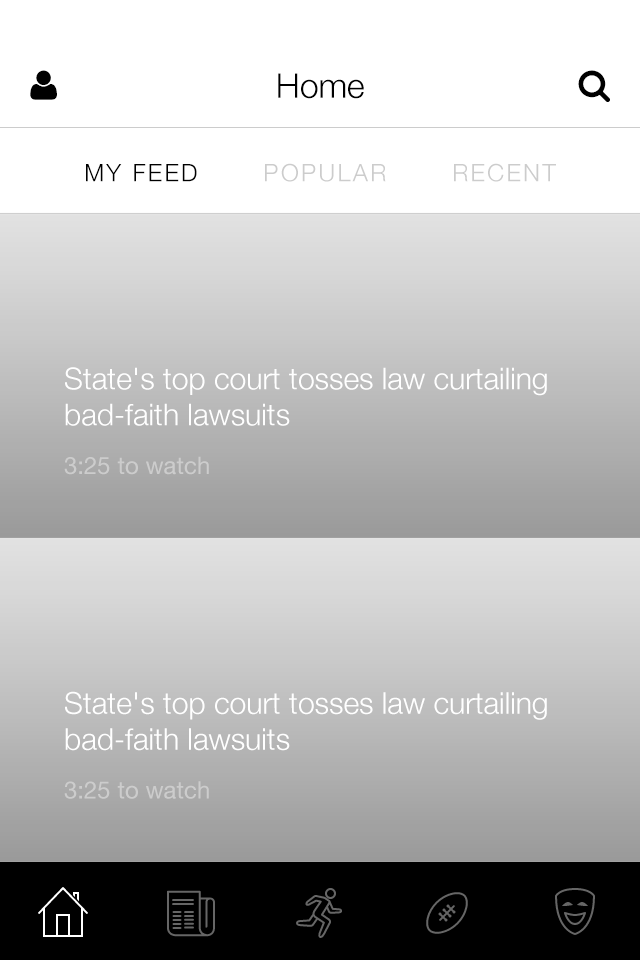 Home
MY FEED POPULAR RECENT
State's top court tosses law curtailing
bad-faith lawsuits
3:25 to watch
State's top court tosses law curtailing
bad-faith lawsuits
3:25 to watch